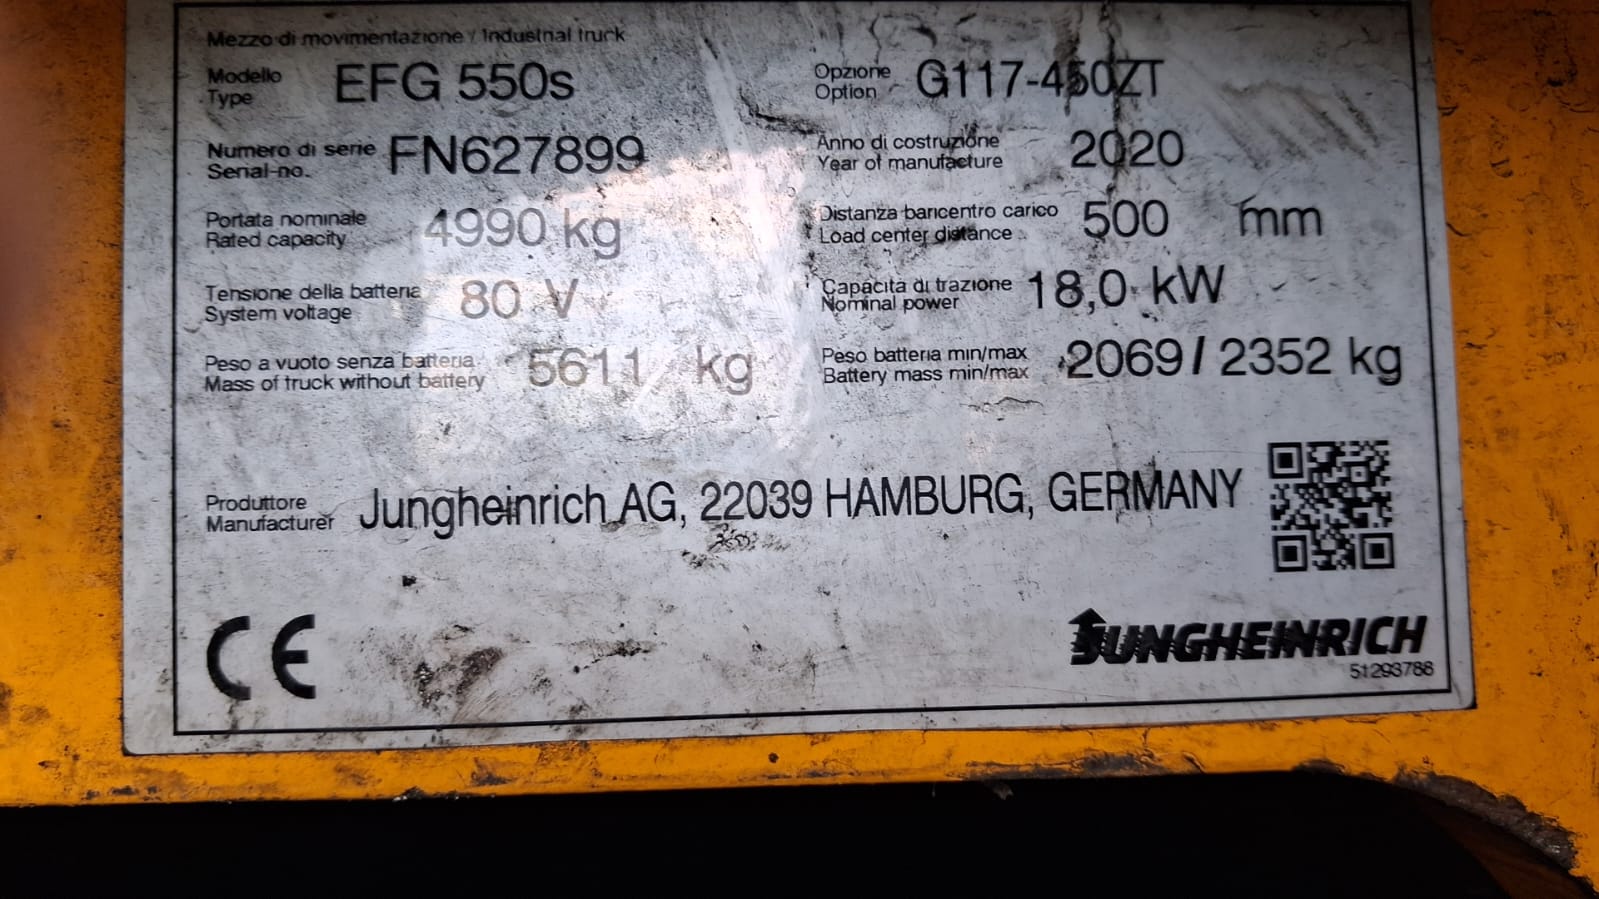 Mezzo di movimentazione / Industrial truck
Modello
Type
EFG 550s
Opzione
Option
G117-450ZT
Numero di serie
Serial-no.
FN627899
Anno di costruzione
Year of manufacture
2020
Portata nominale
Rated capacity
4990 kg
Distanza baricentro carico
Load center distance
500 mm
Tensione della batteria
System voltage
80 V
Capacità di trazione
Nominal power
18,0 kW
Peso a vuoto senza batteria
Mass of truck without battery
5611 kg
Peso batteria min/max
Battery mass min/max
2069 / 2352 kg
Produttore
Manufacturer
Jungheinrich AG, 22039 HAMBURG, GERMANY
CE
JUNGHEINRICH
51293788